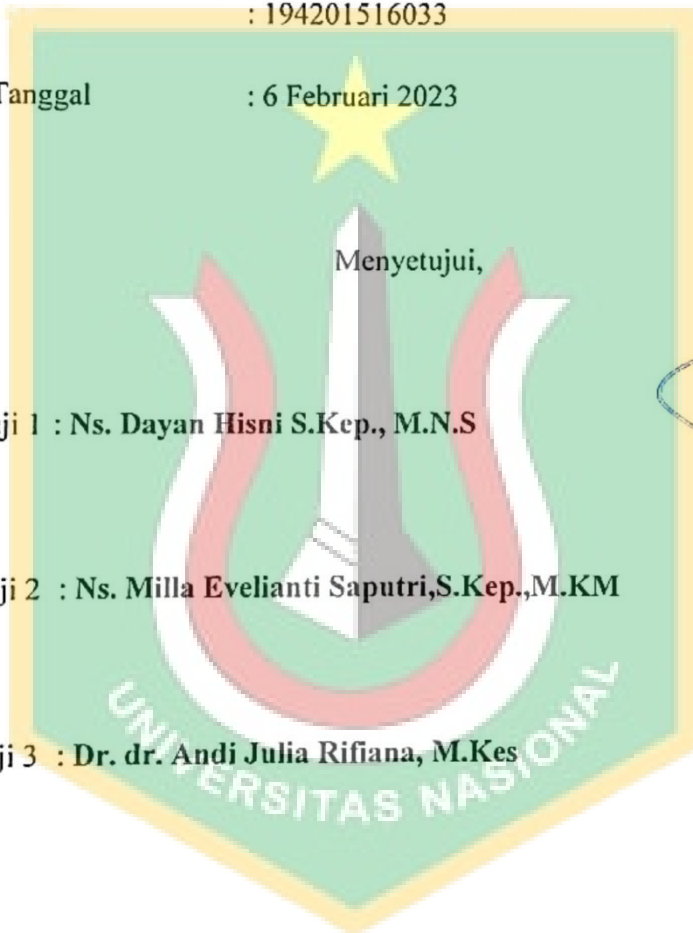 : 194201516033
Tanggal : 6 Februari 2023
Menyetujui,
ji 1 : Ns. Dayan Hisni S.Kep., M.N.S
ji 2 : Ns. Milla Evelianti Saputri,S.Kep.,M.KM
ji 3 : Dr. dr. Andi Julia Rifiana, M.Kes
UNIVERSITAS NASIONAL